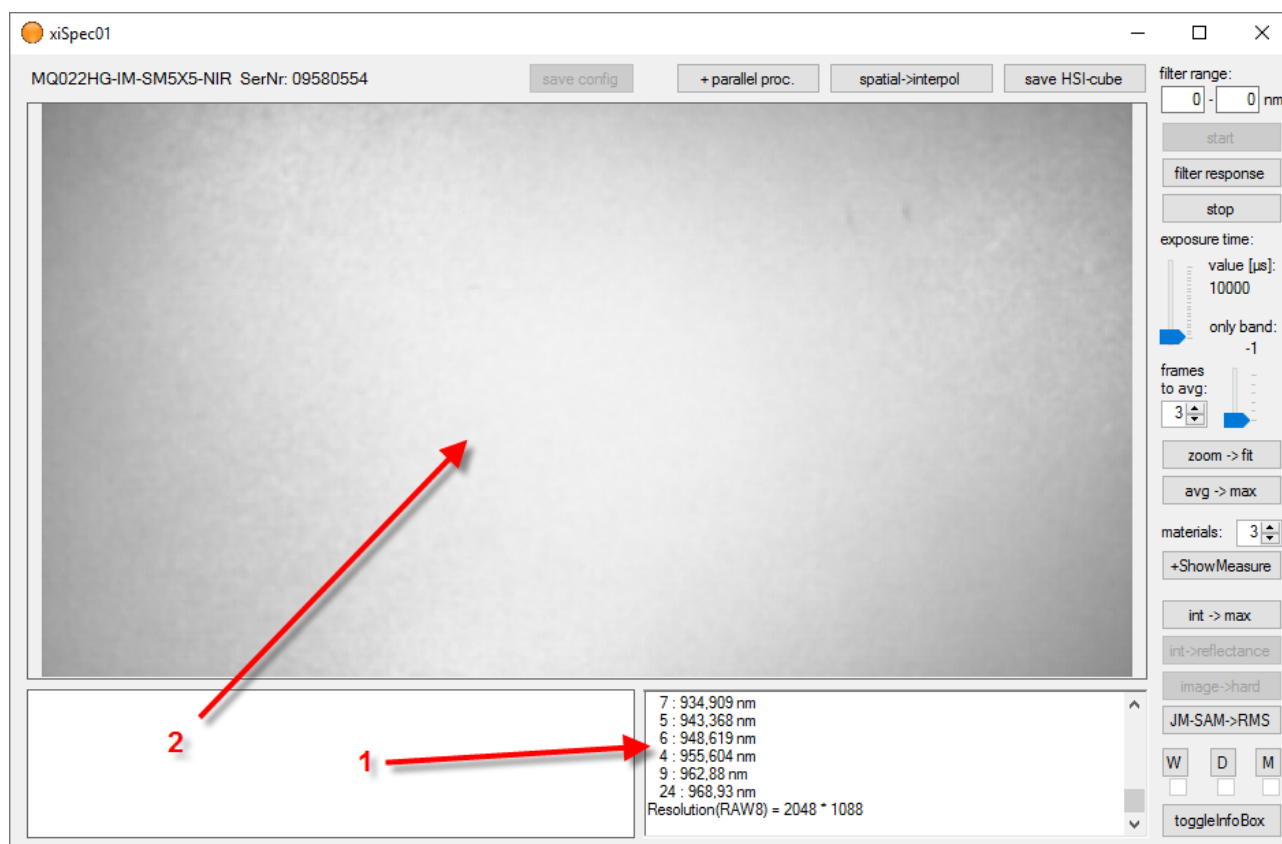 xiSpec01
MQ022HG-IM-SM5X5-NIR SerNr: 09580554
save config
+ parallel proc.
spatial->interpol
save HSI-cube
filter range:
0 - 0 nm
start
filter response
stop
exposure time:
value [µs]:
10000
only band:
-1
frames
to avg:
3
zoom -> fit
avg -> max
materials: 3
+ShowMeasure
int -> max
int->reflectance
image->hard
JM-SAM->RMS
W D M
toggleInfoBox
2
1
7 : 934,909 nm
5 : 943,368 nm
6 : 948,619 nm
4 : 955,604 nm
9 : 962,88 nm
24 : 968,93 nm
Resolution(RAW8) = 2048 * 1088